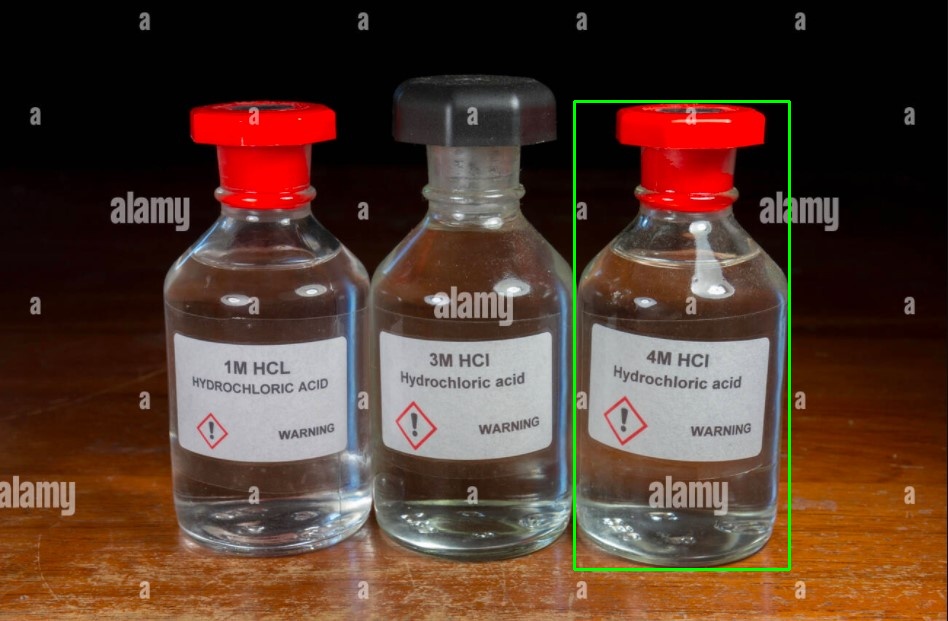 1M HCL
HYDROCHLORIC ACID
!
WARNING
3M HCl
Hydrochloric acid
!
WARNING
4M HCl
Hydrochloric acid
!
WARNING
a a a a
a a a a a
alamy a a alamy
a a alamy a a
a a a a
alamy a a alamy a
a a a a